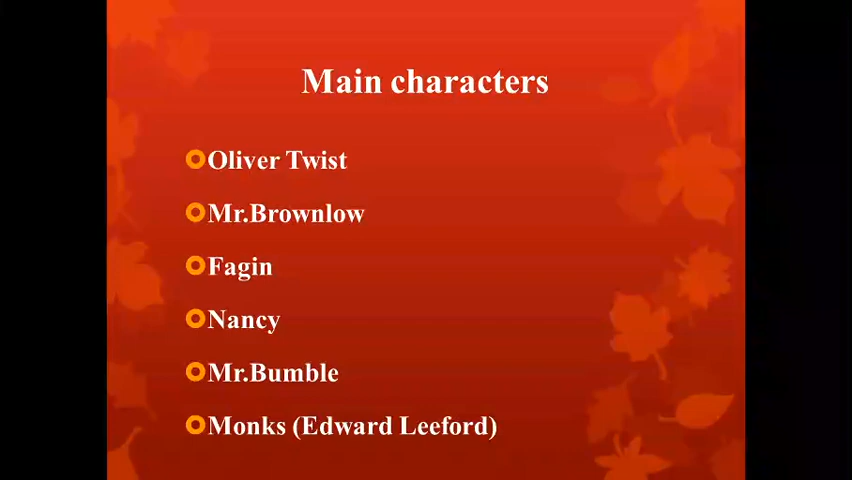 Main characters
Oliver Twist
Mr.Brownlow
Fagin
Nancy
Mr.Bumble
Monks (Edward Leeford)